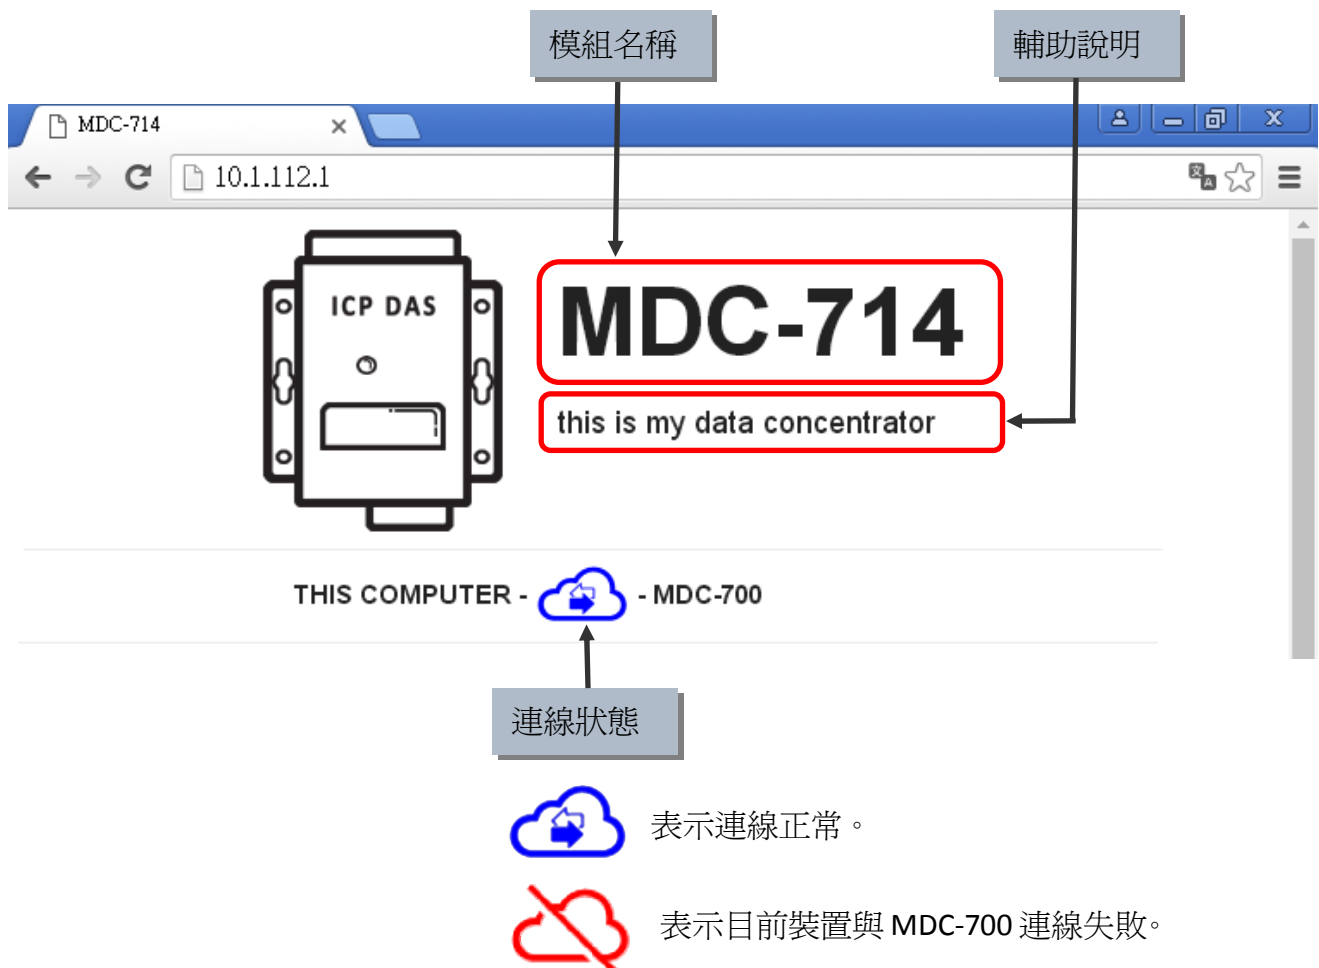 模組名稱
輔助說明
MDC-714
10.1.112.1
ICP DAS
MDC-714
this is my data concentrator
THIS COMPUTER - - MDC-700
連線狀態
表示連線正常。
表示目前裝置與 MDC-700 連線失敗。